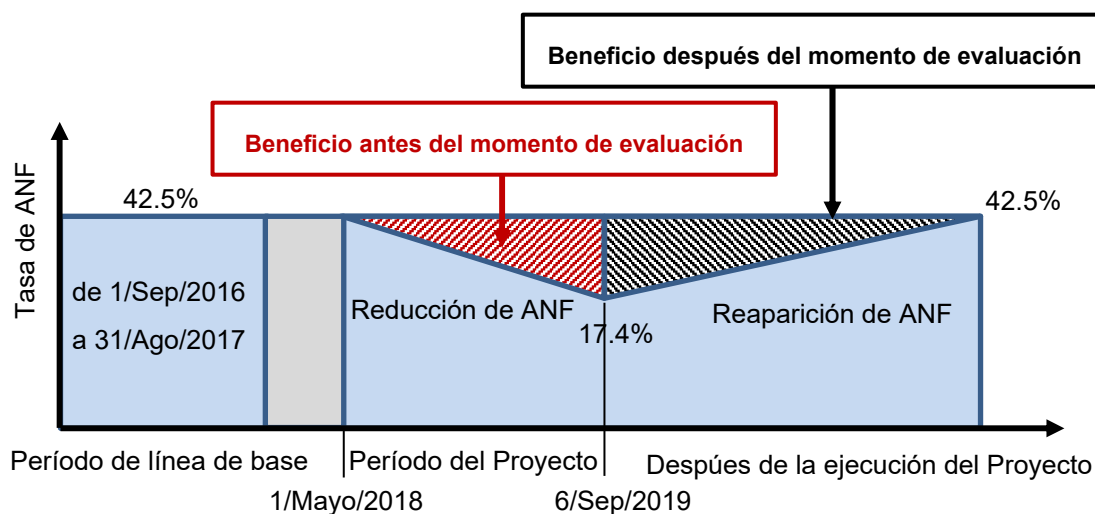 Beneficio después del momento de evaluación
Beneficio antes del momento de evaluación
Tasa de ANF
42.5%
42.5%
de 1/Sep/2016
a 31/Ago/2017
Reducción de ANF
17.4%
Reaparición de ANF
Período de línea de base
Período del Proyecto
Despúes de la ejecución del Proyecto
1/Mayo/2018
6/Sep/2019